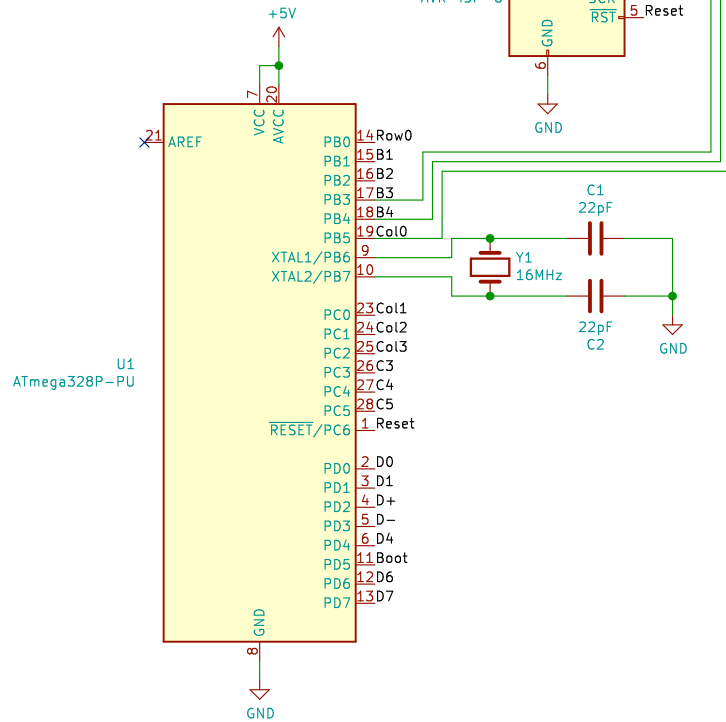 +5V
5 Reset
RST
GND
6
GND
7
20
VCC
AVCC
21
AREF
PB0 14 Row0
PB1 15 B1
PB2 16 B2
PB3 17 B3
PB4 18 B4
PB5 19 Col0
XTAL1/PB6 9
XTAL2/PB7 10
C1
22pF
Y1
16MHz
22pF
C2
GND
PC0 23 Col1
PC1 24 Col2
PC2 25 Col3
PC3 26 C3
PC4 27 C4
PC5 28 C5
RESET/PC6 1 Reset
U1
ATmega328P-PU
PD0 2 D0
PD1 3 D1
PD2 4 D+
PD3 5 D-
PD4 6 D4
PD5 11 Boot
PD6 12 D6
PD7 13 D7
GND
8
GND